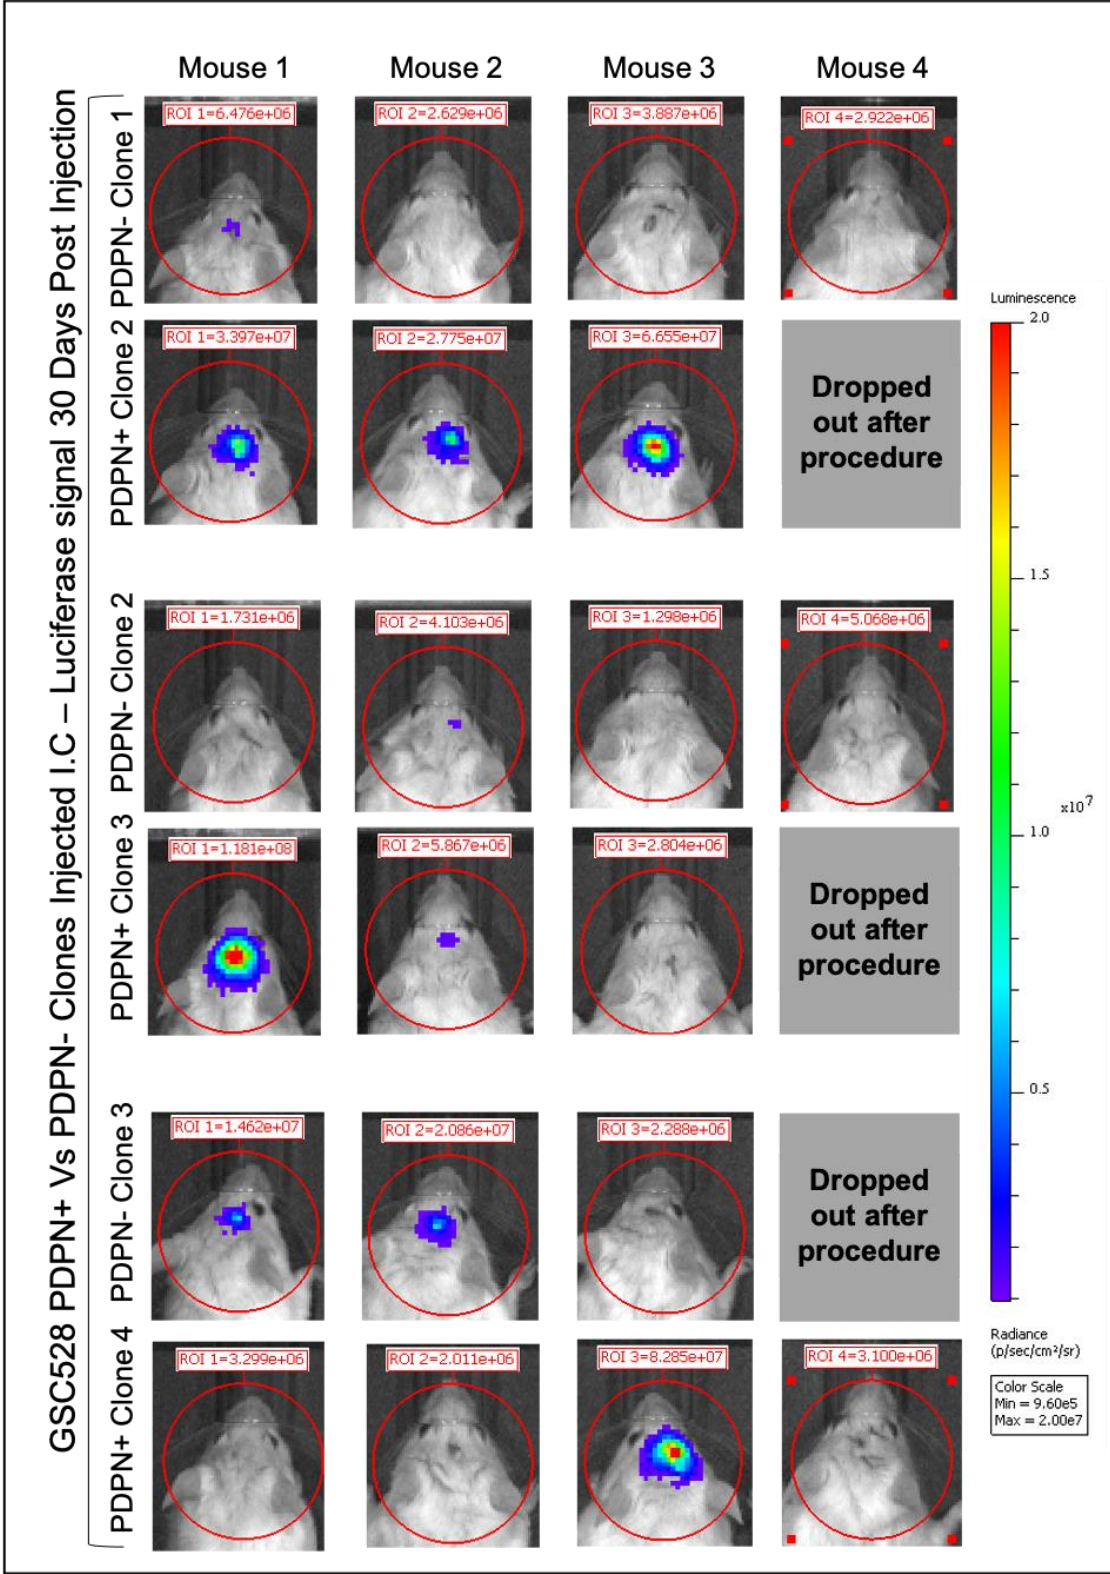 GSC528 PDPN+ Vs PDPN- Clones Injected I.C – Luciferase signal 30 Days Post Injection
Mouse 1
Mouse 2
Mouse 3
Mouse 4
PDPN- Clone 1
ROI 1=6.476e+06
ROI 2=2.629e+06
ROI 3=3.887e+06
ROI 4=2.922e+06
PDPN+ Clone 2
ROI 1=3.397e+07
ROI 2=2.775e+07
ROI 3=6.655e+07
Dropped
out after
procedure
PDPN- Clone 2
ROI 1=1.731e+06
ROI 2=4.103e+06
ROI 3=1.298e+06
ROI 4=5.068e+06
PDPN+ Clone 3
ROI 1=1.181e+08
ROI 2=5.867e+06
ROI 3=2.804e+06
Dropped
out after
procedure
PDPN- Clone 3
ROI 1=1.462e+07
ROI 2=2.086e+07
ROI 3=2.288e+06
Dropped
out after
procedure
PDPN+ Clone 4
ROI 1=3.299e+06
ROI 2=2.011e+06
ROI 3=8.285e+07
ROI 4=3.100e+06
Luminescence
2.0
1.5
1.0
x10⁷
0.5
Radiance
(p/sec/cm²/sr)
Color Scale
Min = 9.60e5
Max = 2.00e7